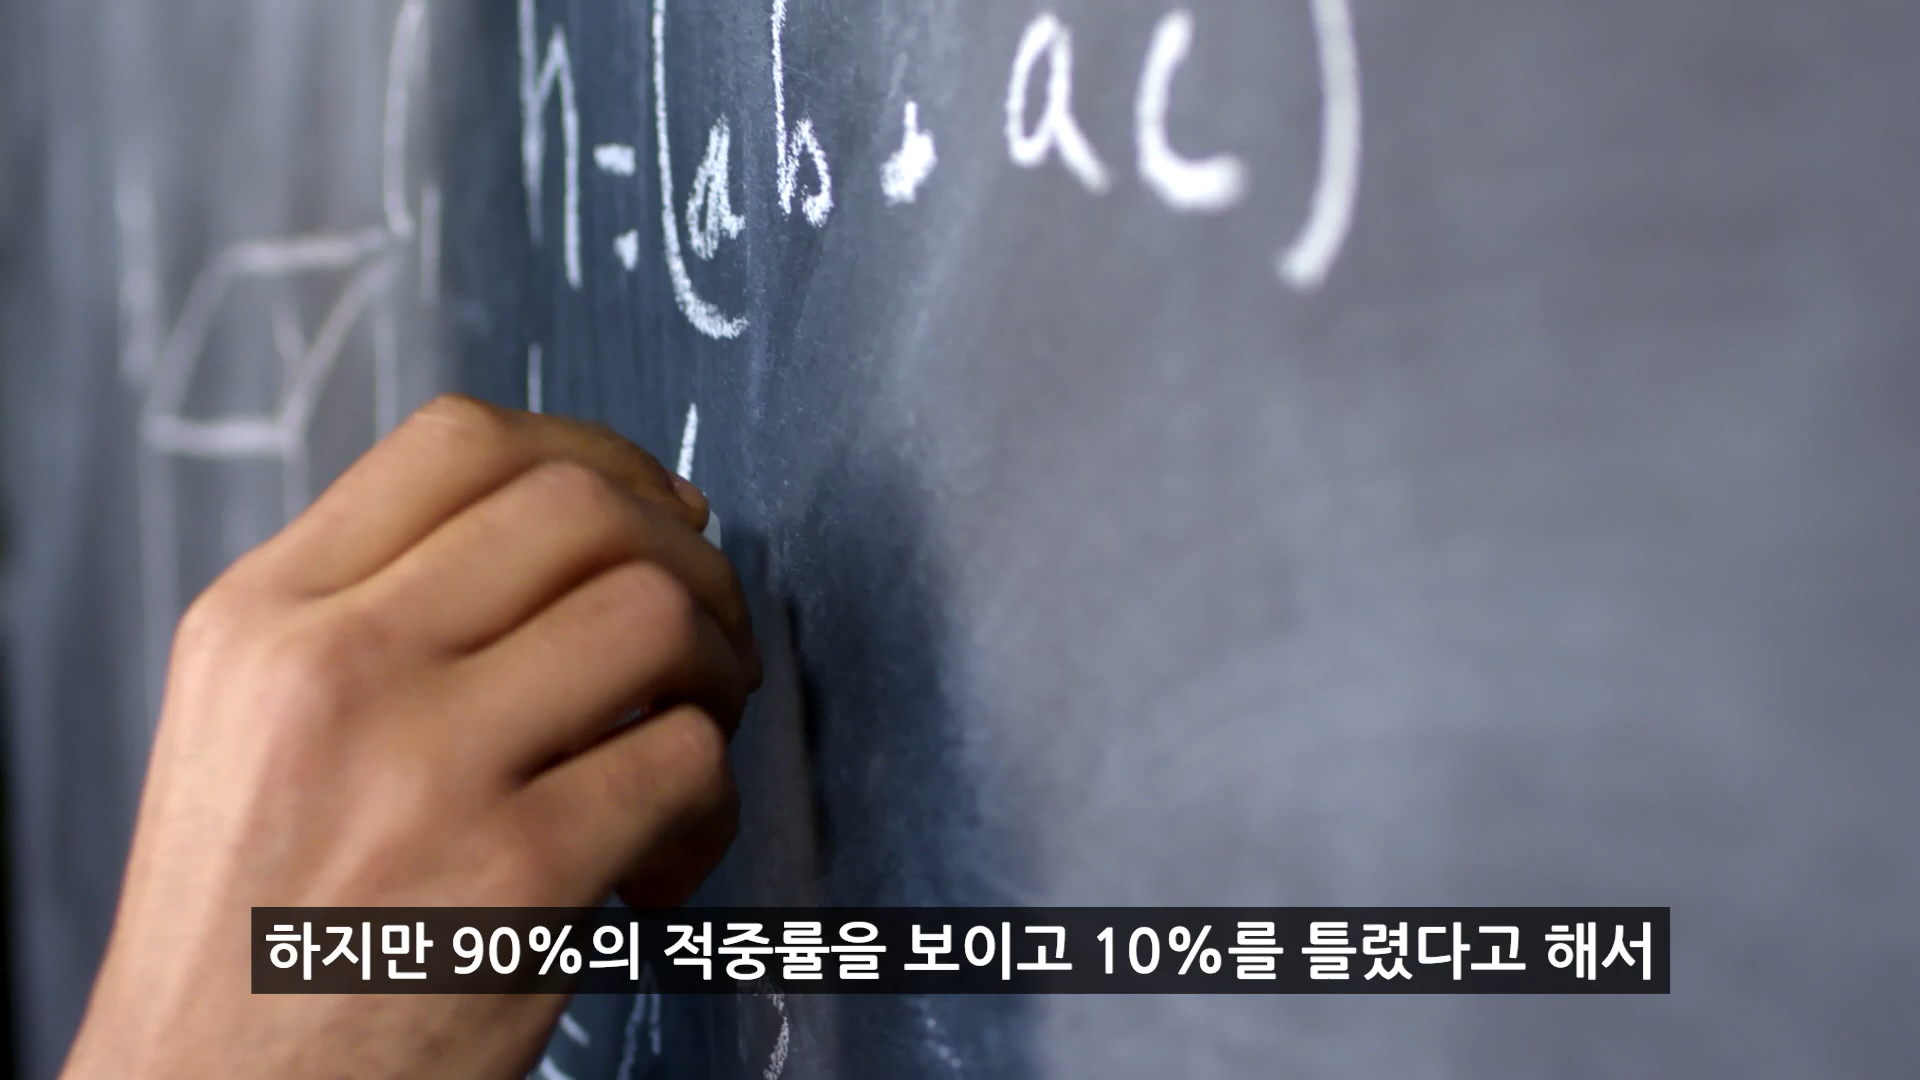 h=(ab+ac)
하지만 90%의 적중률을 보이고 10%를 틀렸다고 해서